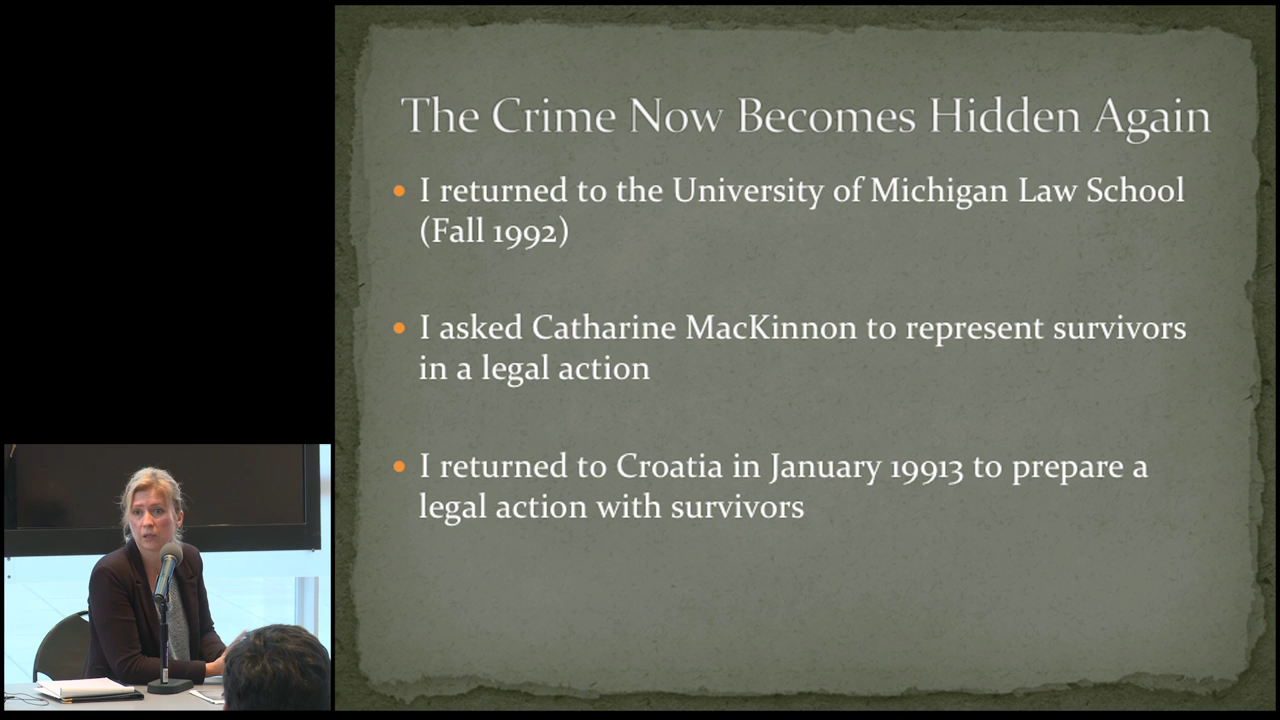 The Crime Now Becomes Hidden Again
• I returned to the University of Michigan Law School
(Fall 1992)
• I asked Catharine MacKinnon to represent survivors
in a legal action
• I returned to Croatia in January 19913 to prepare a
legal action with survivors